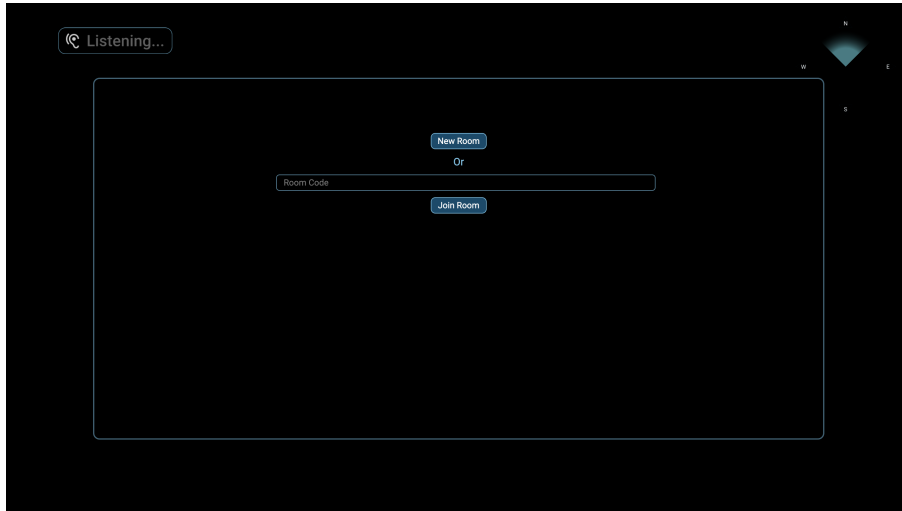 Listening...
N
W
E
S
New Room
Or
Room Code
Join Room